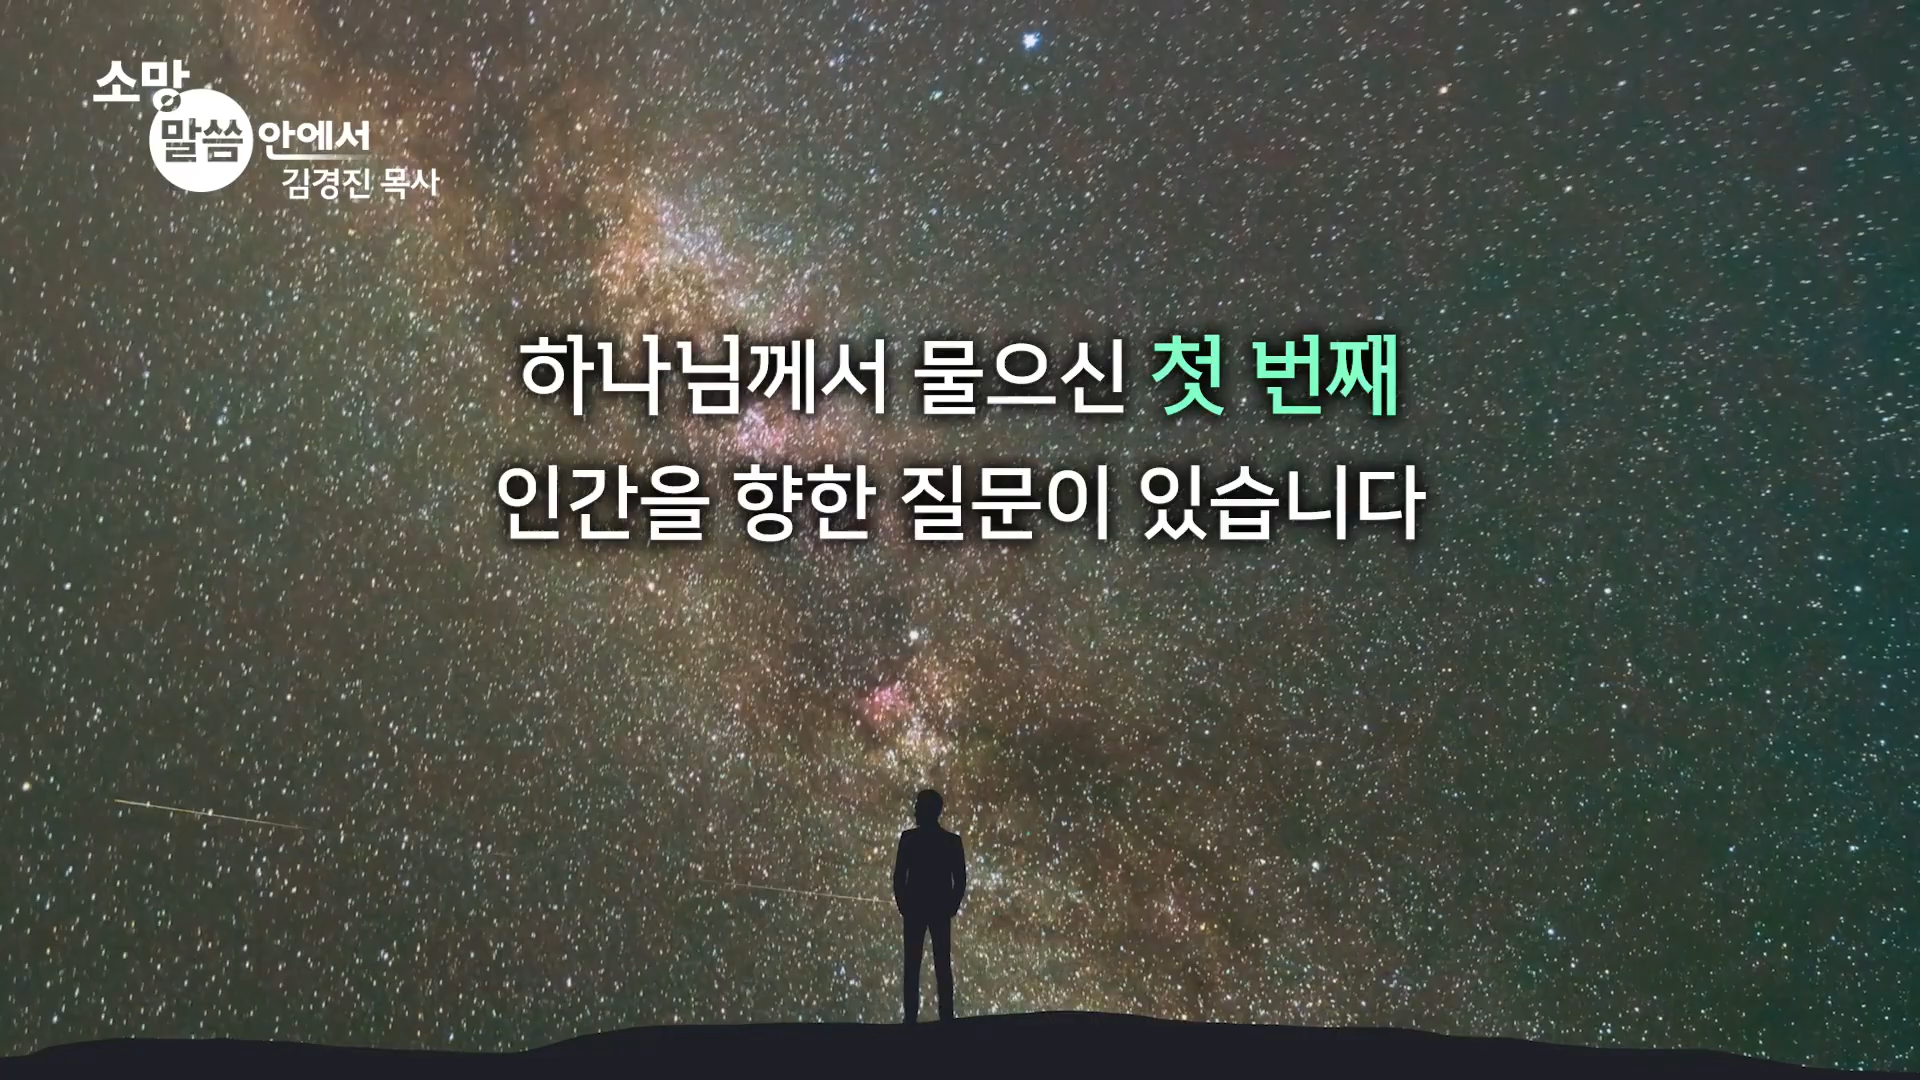 소망
말씀 안에서
김경진 목사
하나님께서 물으신 첫 번째
인간을 향한 질문이 있습니다